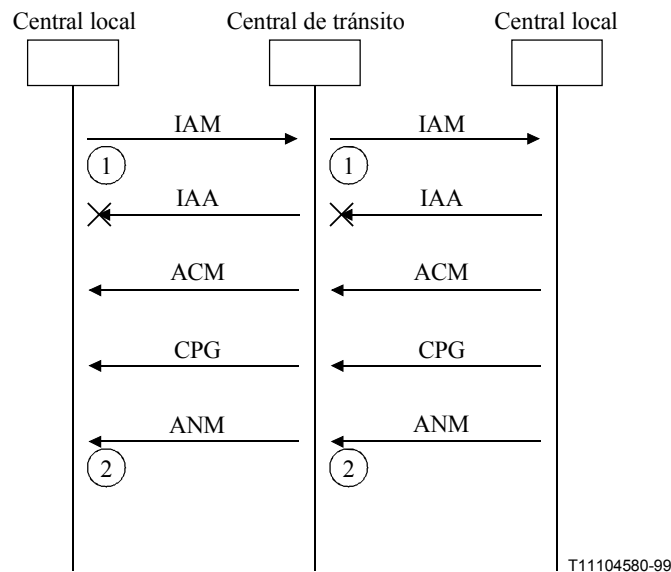 Central local Central de tránsito Central local
IAM IAM
1 1
IAA IAA
ACM ACM
CPG CPG
ANM ANM
2 2
T11104580-99